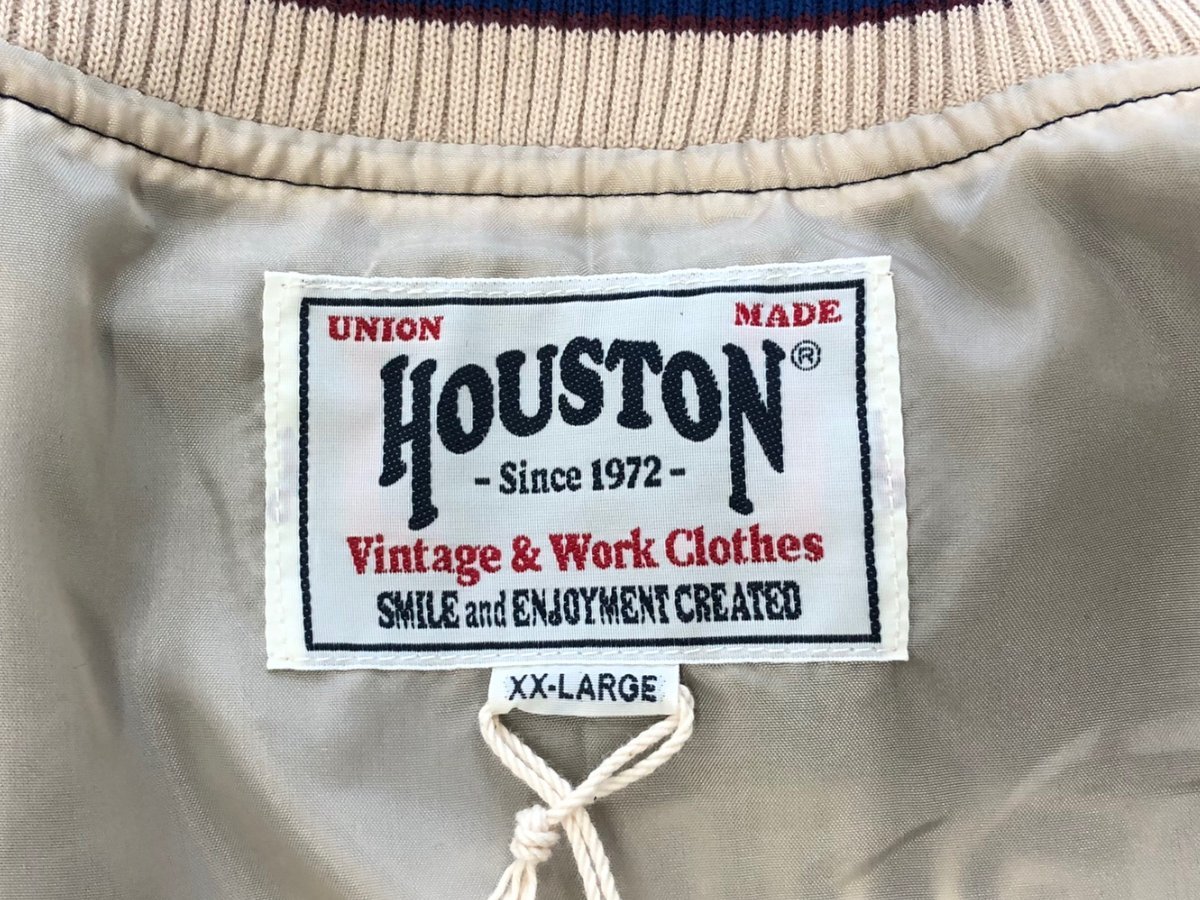 UNION MADE
HOUSTON®
- Since 1972 -
Vintage & Work Clothes
SMILE and ENJOYMENT CREATED
XX-LARGE